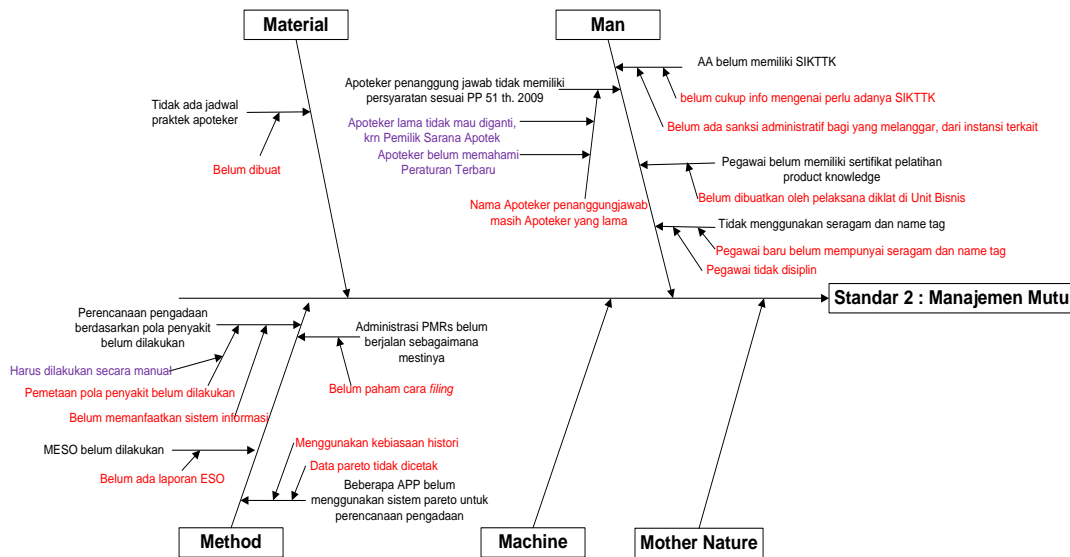 Material
Man
AA belum memiliki SIKTTK
belum cukup info mengenai perlu adanya SIKTTK
Belum ada sanksi administratif bagi yang melanggar, dari instansi terkait
Apoteker penanggung jawab tidak memiliki
persyaratan sesuai PP 51 th. 2009
Apoteker lama tidak mau diganti,
krn Pemilik Sarana Apotek
Apoteker belum memahami
Peraturan Terbaru
Nama Apoteker penanggungjawab
masih Apoteker yang lama
Tidak ada jadwal
praktek apoteker
Belum dibuat
Pegawai belum memiliki sertifikat pelatihan
product knowledge
Belum dibuatkan oleh pelaksana diklat di Unit Bisnis
Tidak menggunakan seragam dan name tag
Pegawai baru belum mempunyai seragam dan name tag
Pegawai tidak disiplin
Standar 2 : Manajemen Mutu
Perencanaan pengadaan
berdasarkan pola penyakit
belum dilakukan
Harus dilakukan secara manual
Pemetaan pola penyakit belum dilakukan
Belum memanfaatkan sistem informasi
Administrasi PMRs belum
berjalan sebagaimana
mestinya
Belum paham cara filing
MESO belum dilakukan
Belum ada laporan ESO
Menggunakan kebiasaan histori
Data pareto tidak dicetak
Beberapa APP belum
menggunakan sistem pareto untuk
perencanaan pengadaan
Method
Machine
Mother Nature